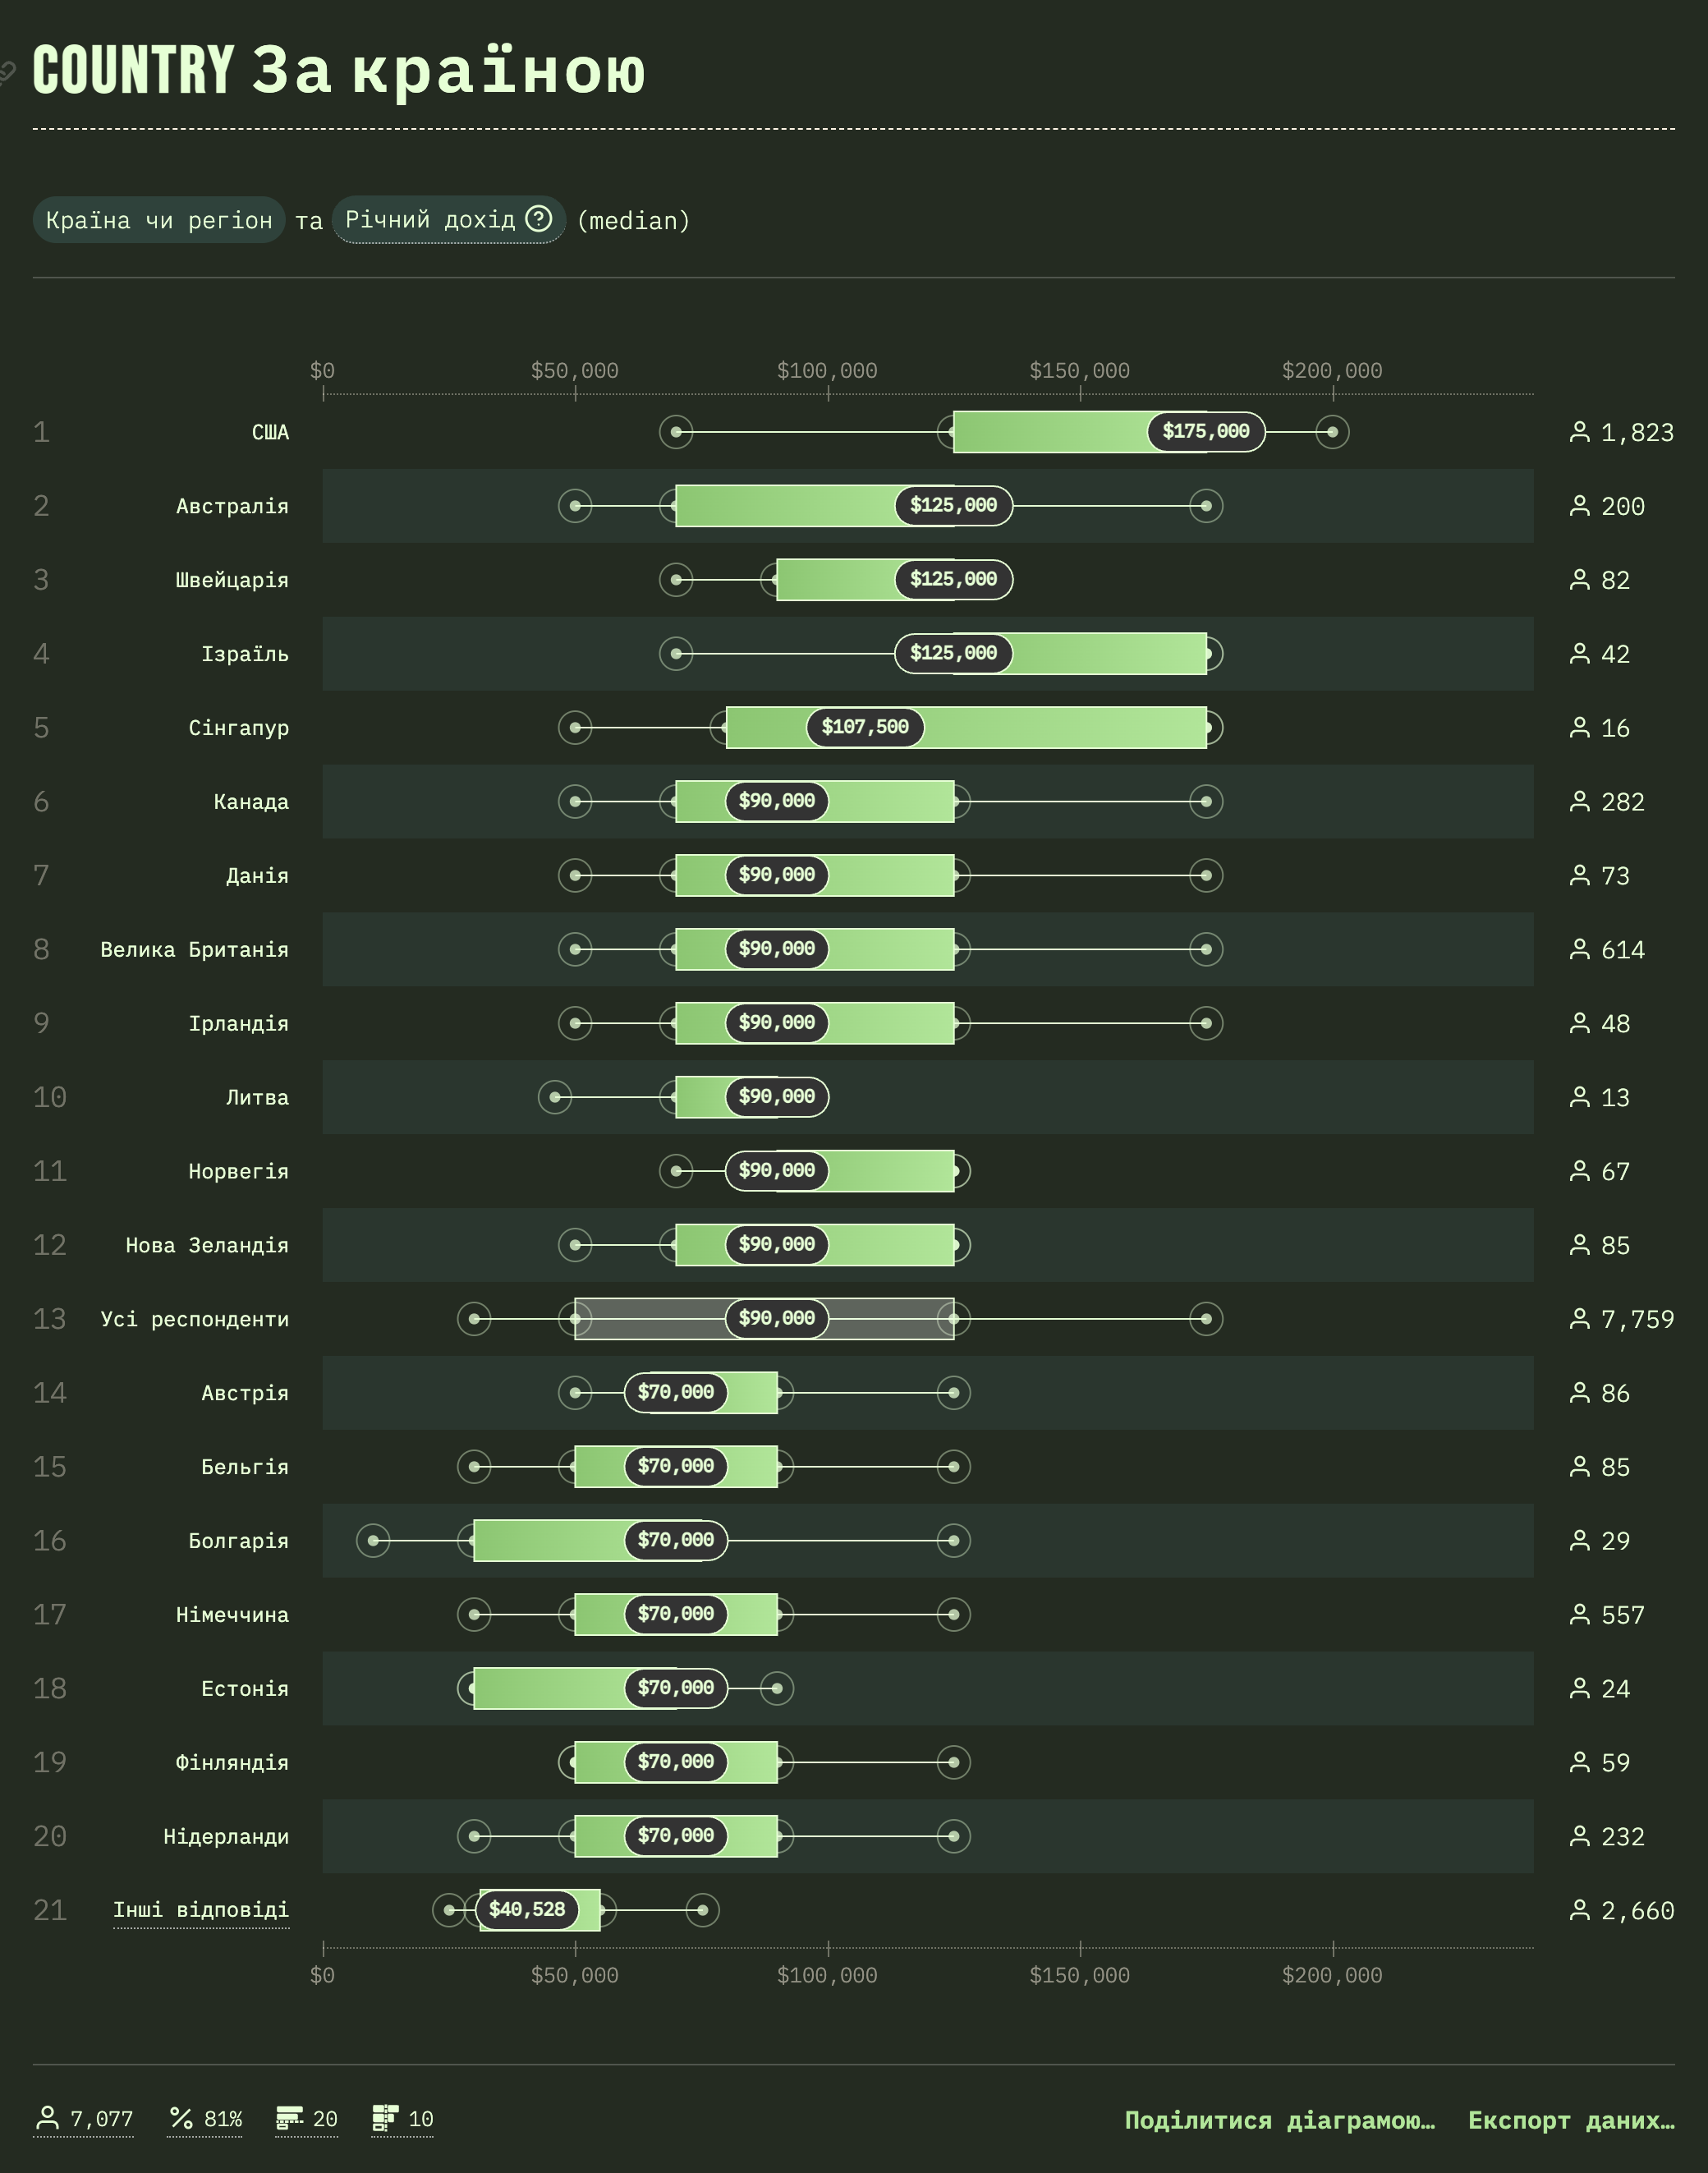 COUNTRY За країною
Країна чи регіон та Річний дохід ? (median)
$0 $50,000 $100,000 $150,000 $200,000
1 США $175,000 1,823
2 Австралія $125,000 200
3 Швейцарія $125,000 82
4 Ізраїль $125,000 42
5 Сінгапур $107,500 16
6 Канада $90,000 282
7 Данія $90,000 73
8 Велика Британія $90,000 614
9 Ірландія $90,000 48
10 Литва $90,000 13
11 Норвегія $90,000 67
12 Нова Зеландія $90,000 85
13 Усі респонденти $90,000 7,759
14 Австрія $70,000 86
15 Бельгія $70,000 85
16 Болгарія $70,000 29
17 Німеччина $70,000 557
18 Естонія $70,000 24
19 Фінляндія $70,000 59
20 Нідерланди $70,000 232
21 Інші відповіді $40,528 2,660
$0 $50,000 $100,000 $150,000 $200,000
7,077 81% 20 10 Поділитися діаграмою… Експорт даних…